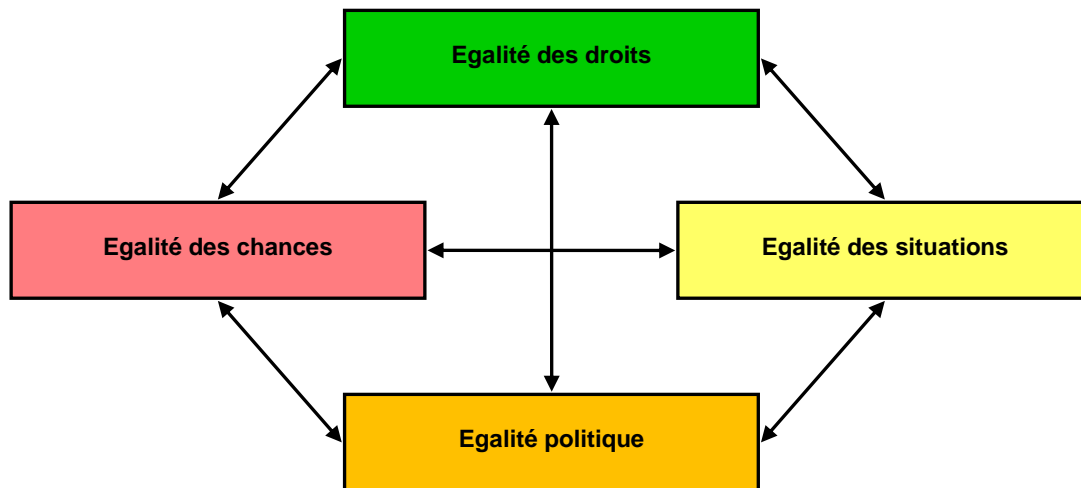 Egalité des droits
Egalité des chances
Egalité des situations
Egalité politique